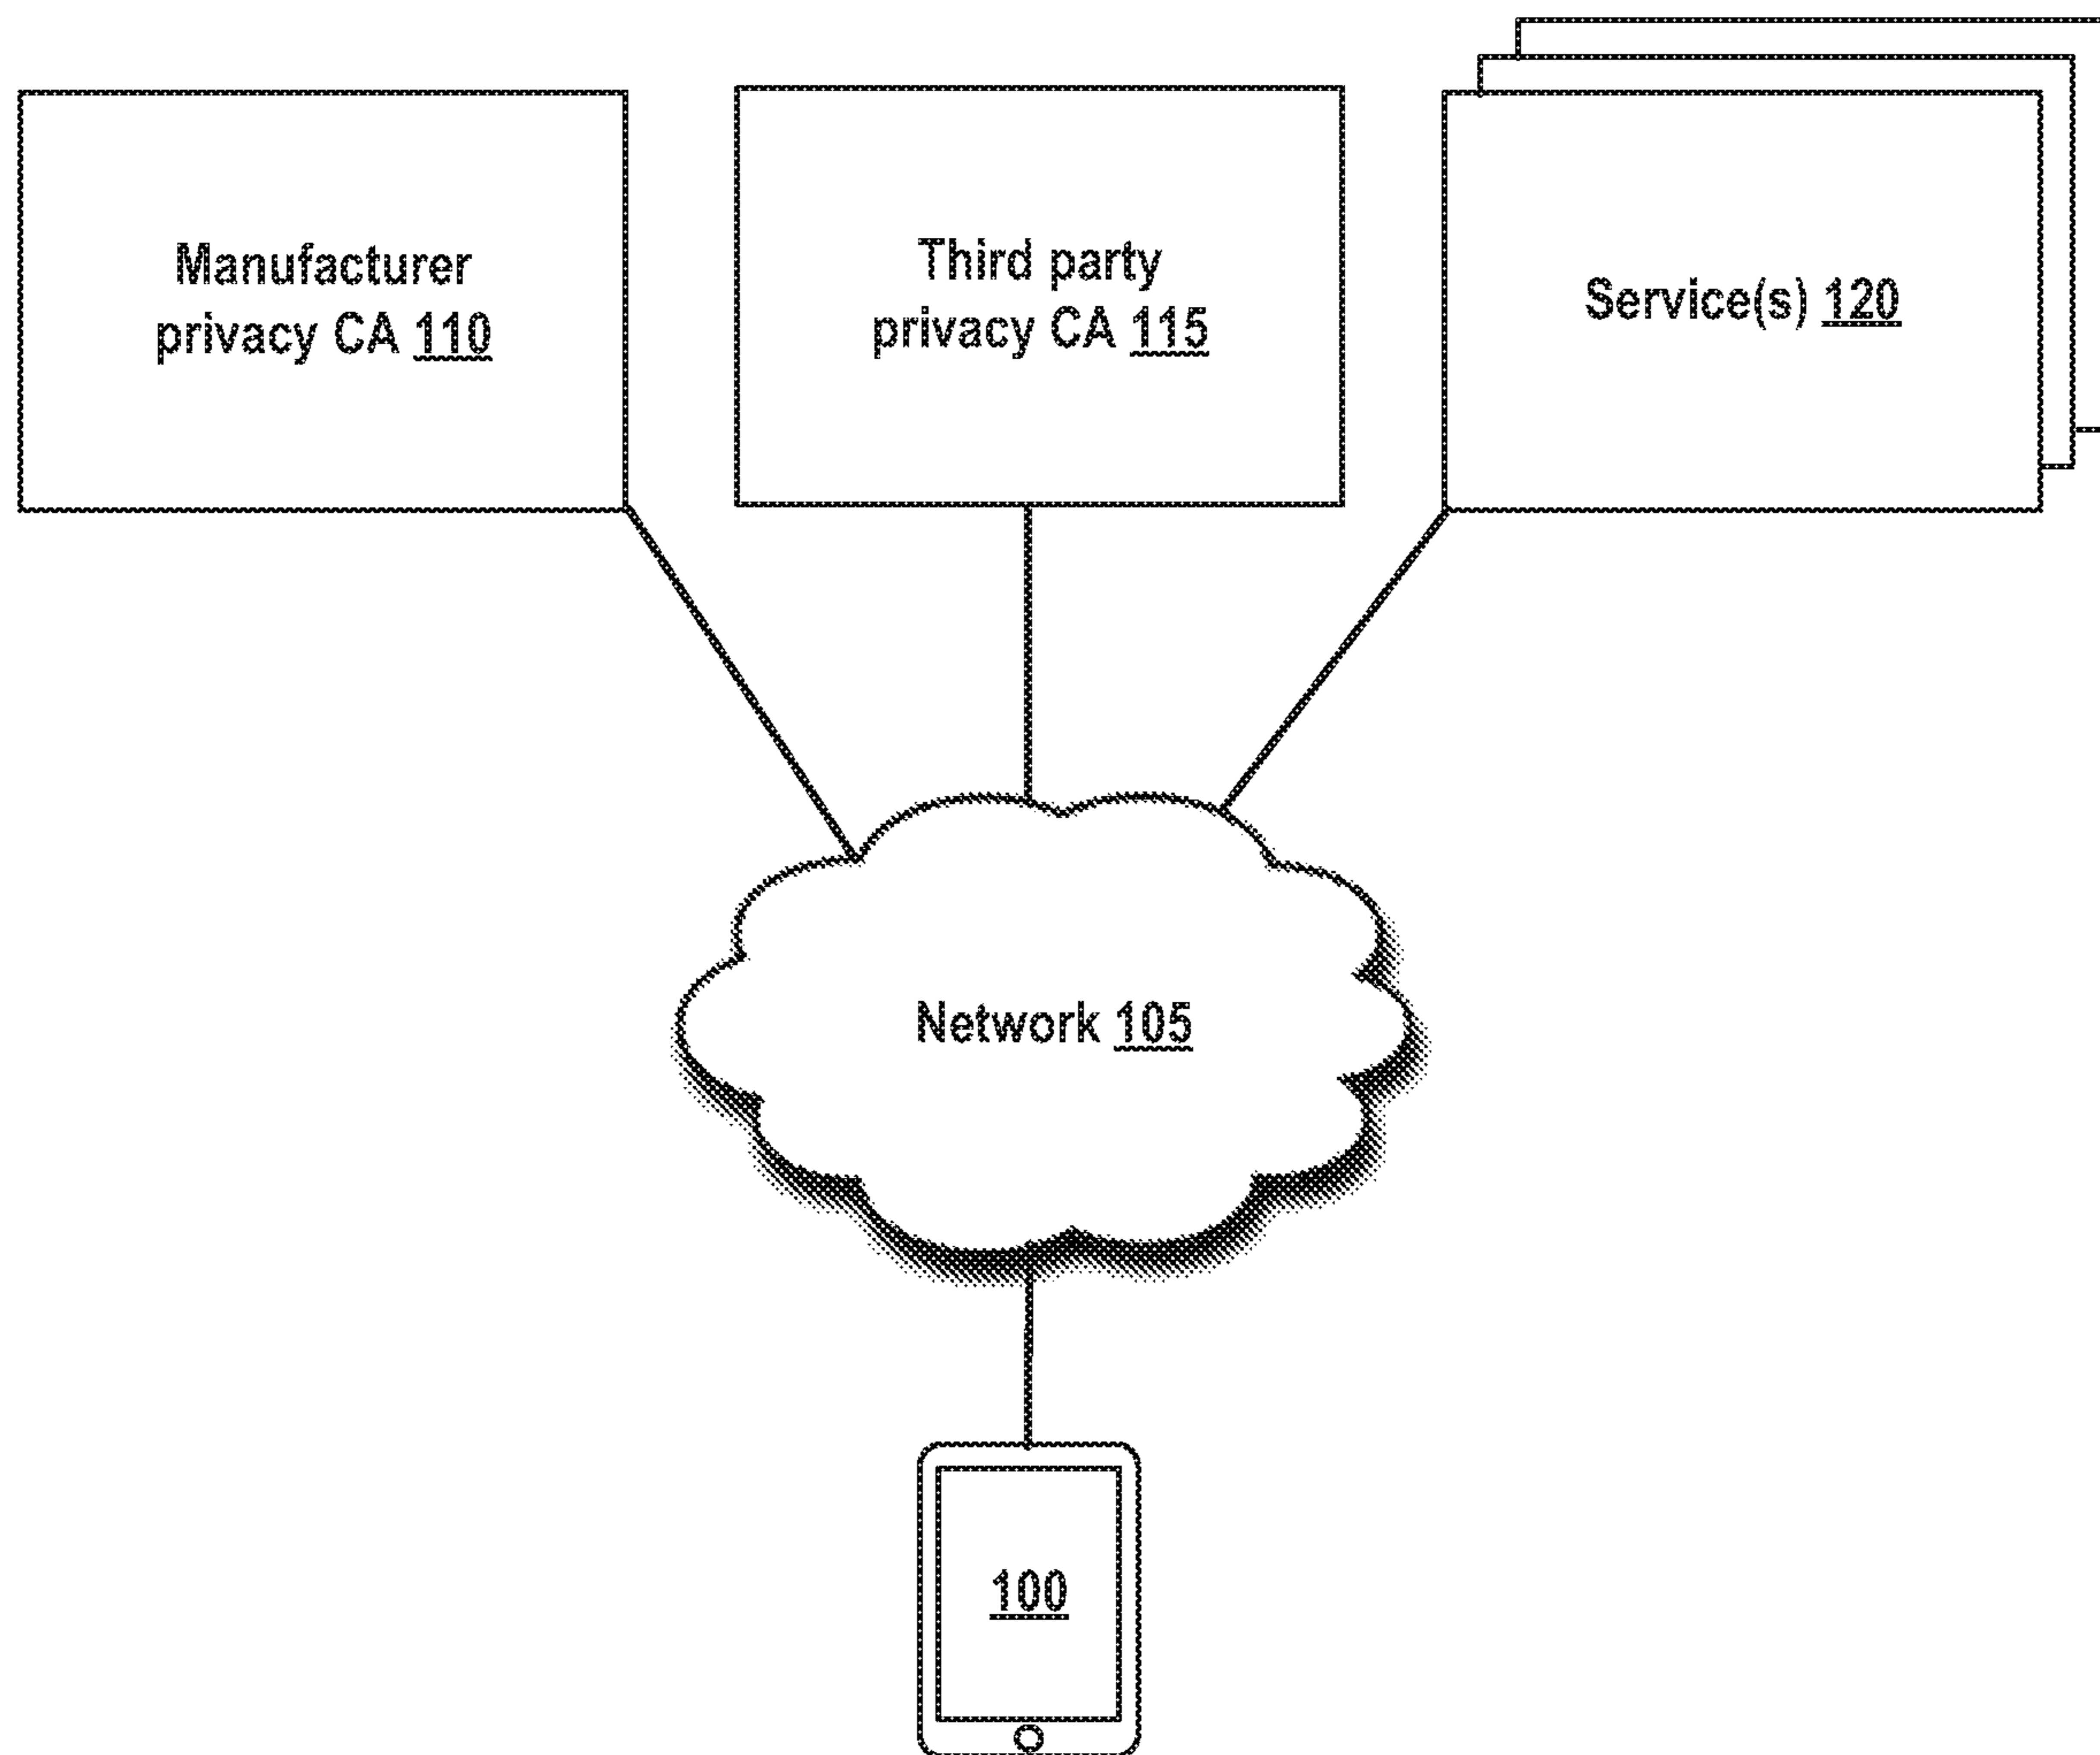 Manufacturer
privacy CA 110
Third party
privacy CA 115
Service(s) 120
Network 105
100